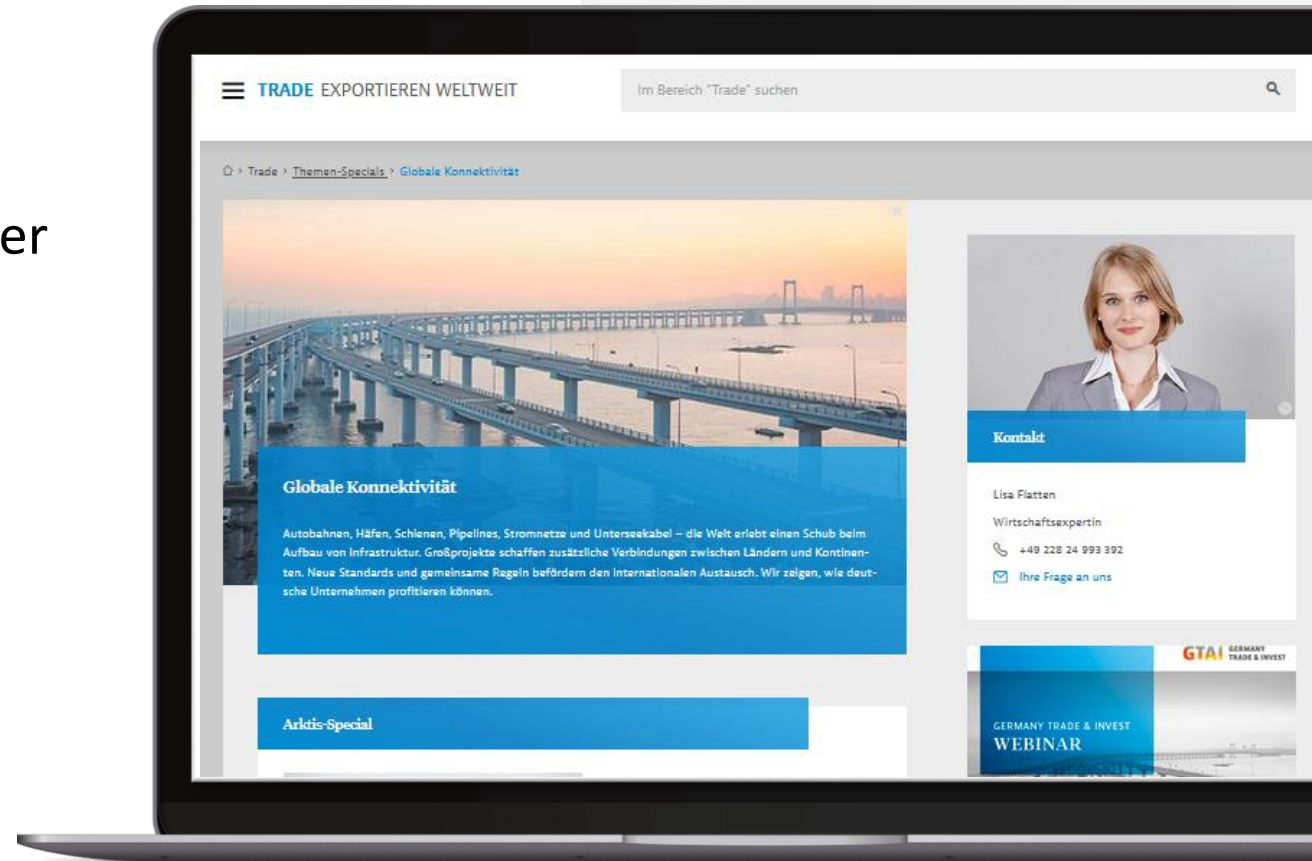 er
TRADE EXPORTIEREN WELTWEIT
Im Bereich "Trade" suchen
Trade › Themen-Specials › Globale Konnektivität
Globale Konnektivität
Autobahnen, Häfen, Schienen, Pipelines, Stromnetze und Unterseekabel – die Welt erlebt einen Schub beim
Aufbau von Infrastruktur. Großprojekte schaffen zusätzliche Verbindungen zwischen Ländern und Kontinen-
ten. Neue Standards und gemeinsame Regeln befördern den internationalen Austausch. Wir zeigen, wie deut-
sche Unternehmen profitieren können.
Arktis-Special
Kontakt
Lisa Flatten
Wirtschaftsexpertin
+49 228 24 993 392
Ihre Frage an uns
GTAI GERMANY
TRADE & INVEST
GERMANY TRADE & INVEST
WEBINAR